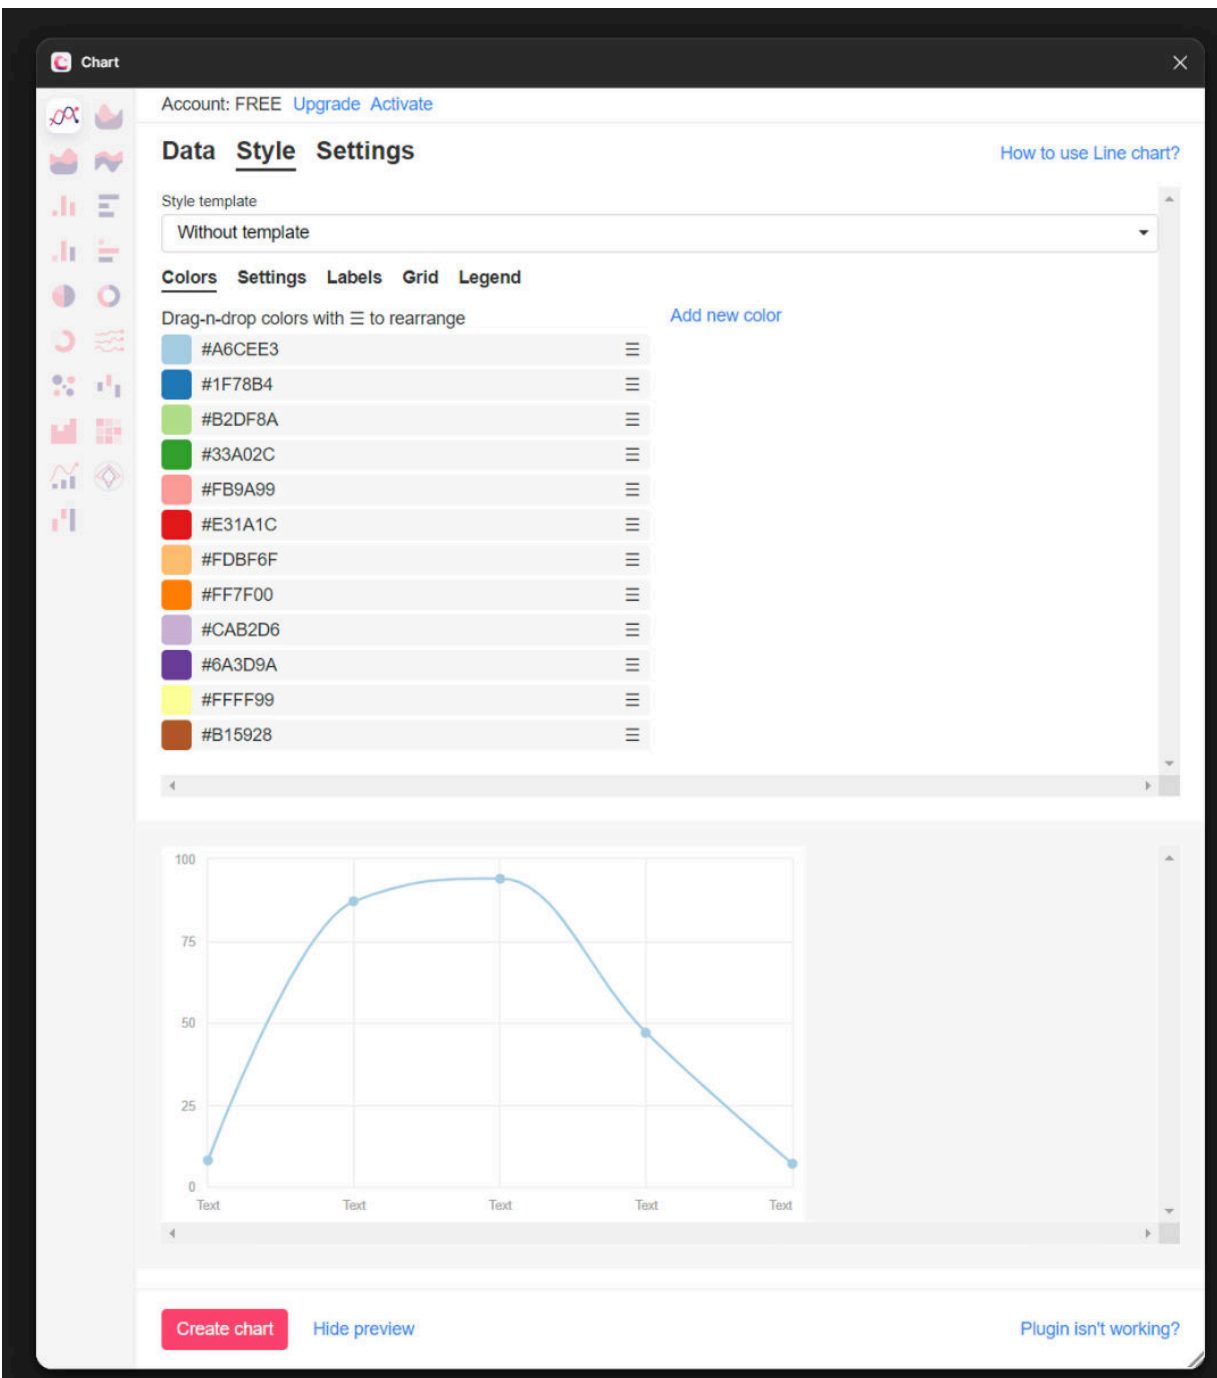 Chart
Account: FREE Upgrade Activate
Data Style Settings
How to use Line chart?
Style template
Without template
Colors Settings Labels Grid Legend
Drag-n-drop colors with ☰ to rearrange
Add new color
#A6CEE3
#1F78B4
#B2DF8A
#33A02C
#FB9A99
#E31A1C
#FDBF6F
#FF7F00
#CAB2D6
#6A3D9A
#FFFF99
#B15928
100
75
50
25
0
Text Text Text Text Text
Create chart Hide preview Plugin isn't working?